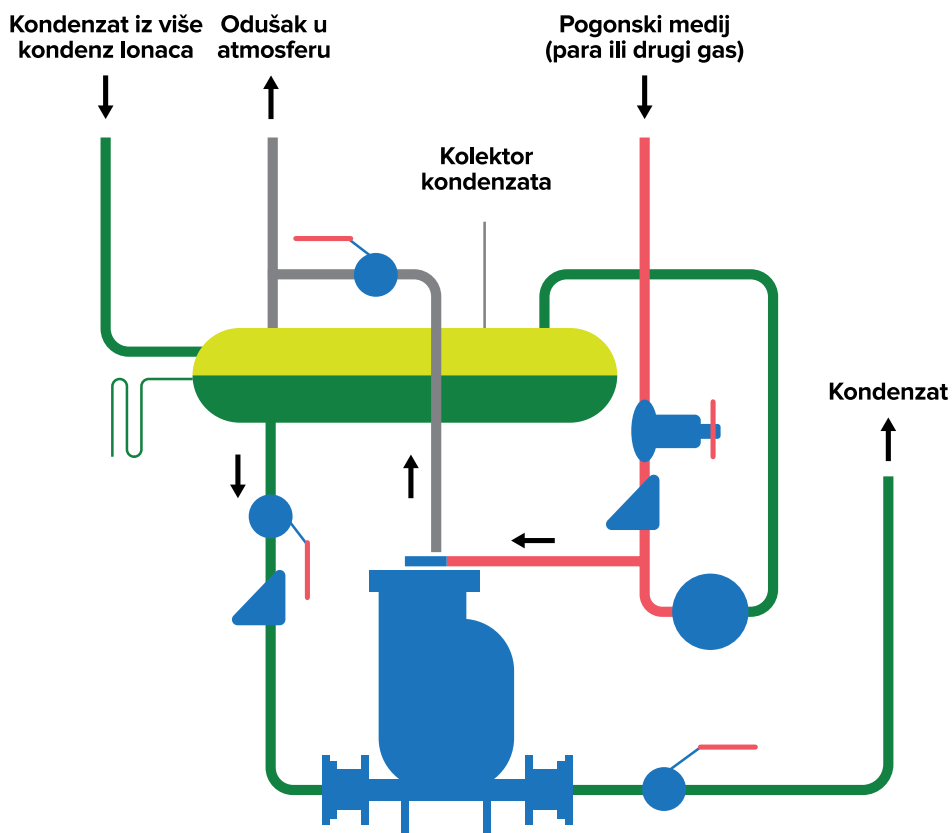 Kondenzat iz više
kondenz lonaca
Odušak u
atmosferu
Pogonski medij
(para ili drugi gas)
Kolektor
kondenzata
Kondenzat